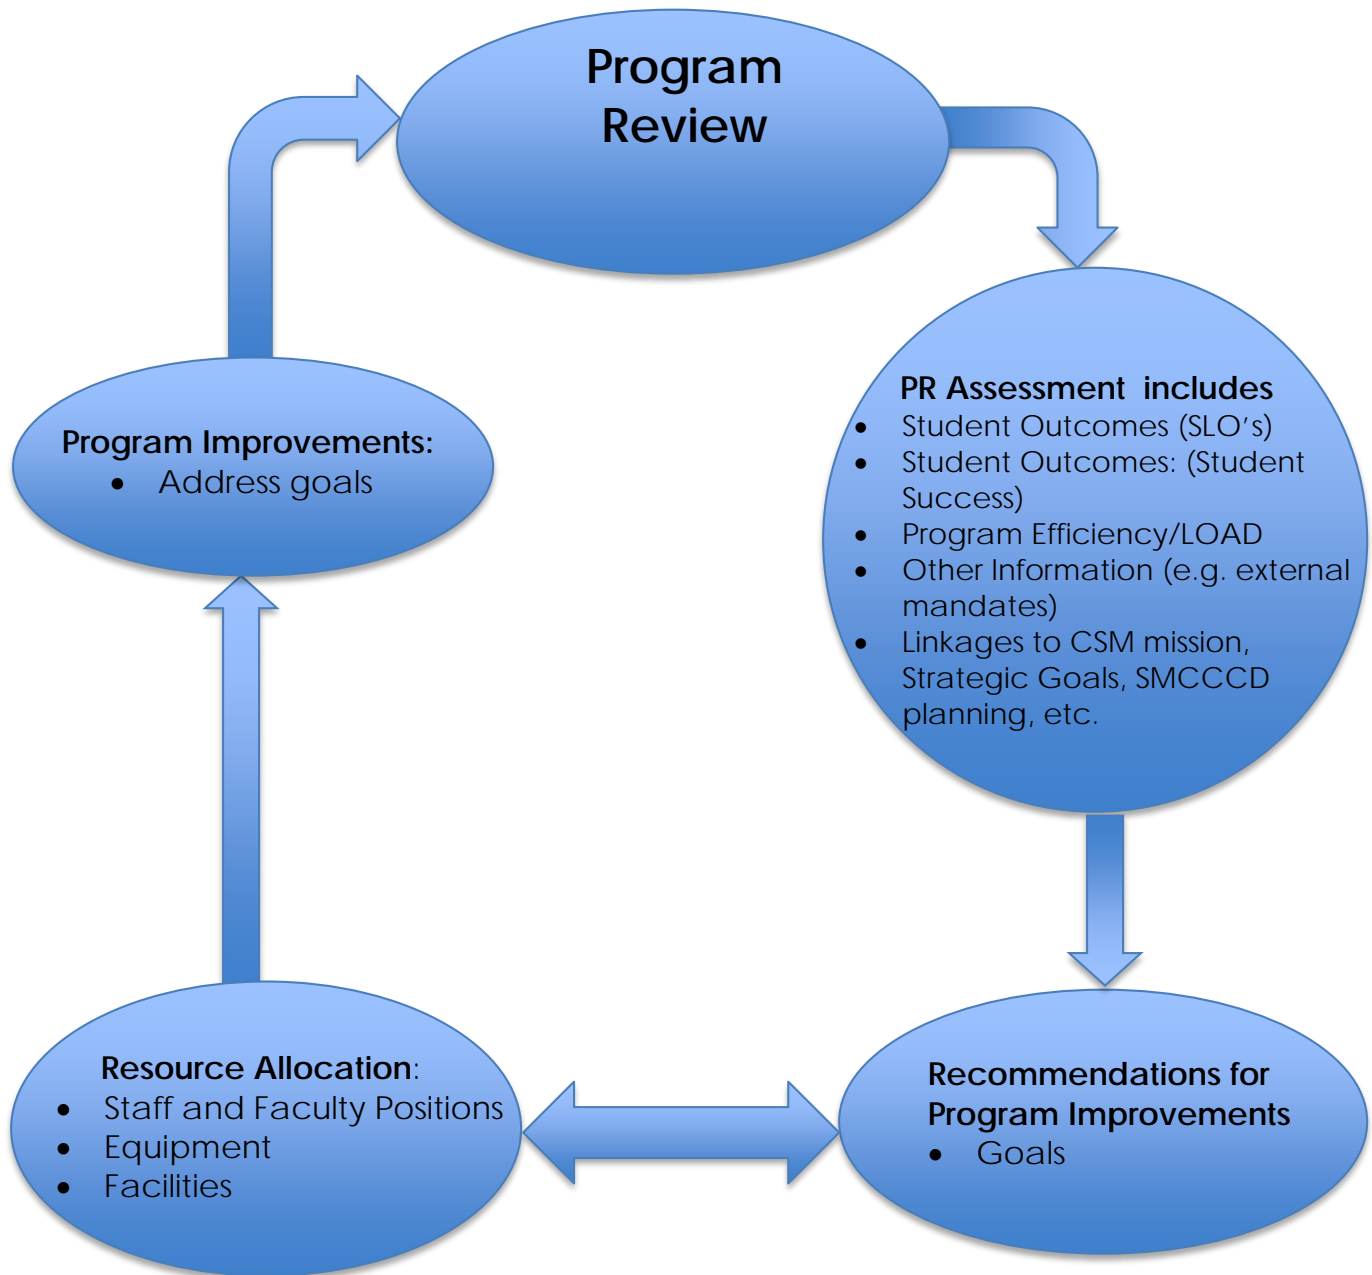 Program
Review
PR Assessment includes
• Student Outcomes (SLO’s)
• Student Outcomes: (Student
Success)
• Program Efficiency/LOAD
• Other Information (e.g. external
mandates)
• Linkages to CSM mission,
Strategic Goals, SMCCCD
planning, etc.
Recommendations for
Program Improvements
• Goals
Resource Allocation:
• Staff and Faculty Positions
• Equipment
• Facilities
Program Improvements:
• Address goals